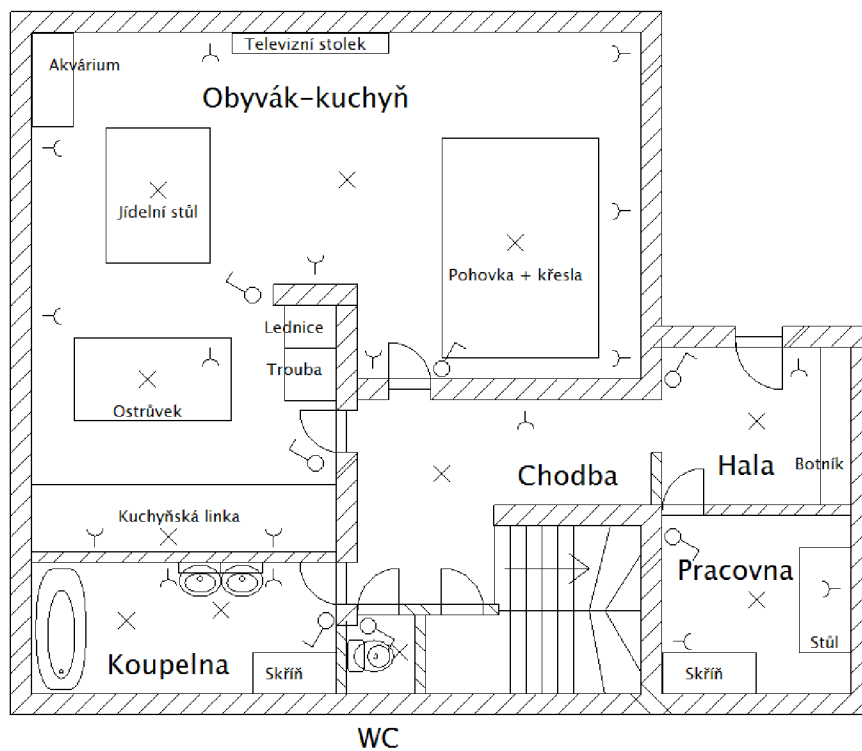 Televizní stolek
Akvárium
Obyvák-kuchyň
Jídelní stůl
Pohovka + křesla
Lednice
Trouba
Ostrůvek
Chodba
Hala
Botník
Kuchyňská linka
Pracovna
Stůl
Koupelna
Skříň
Skříň
WC